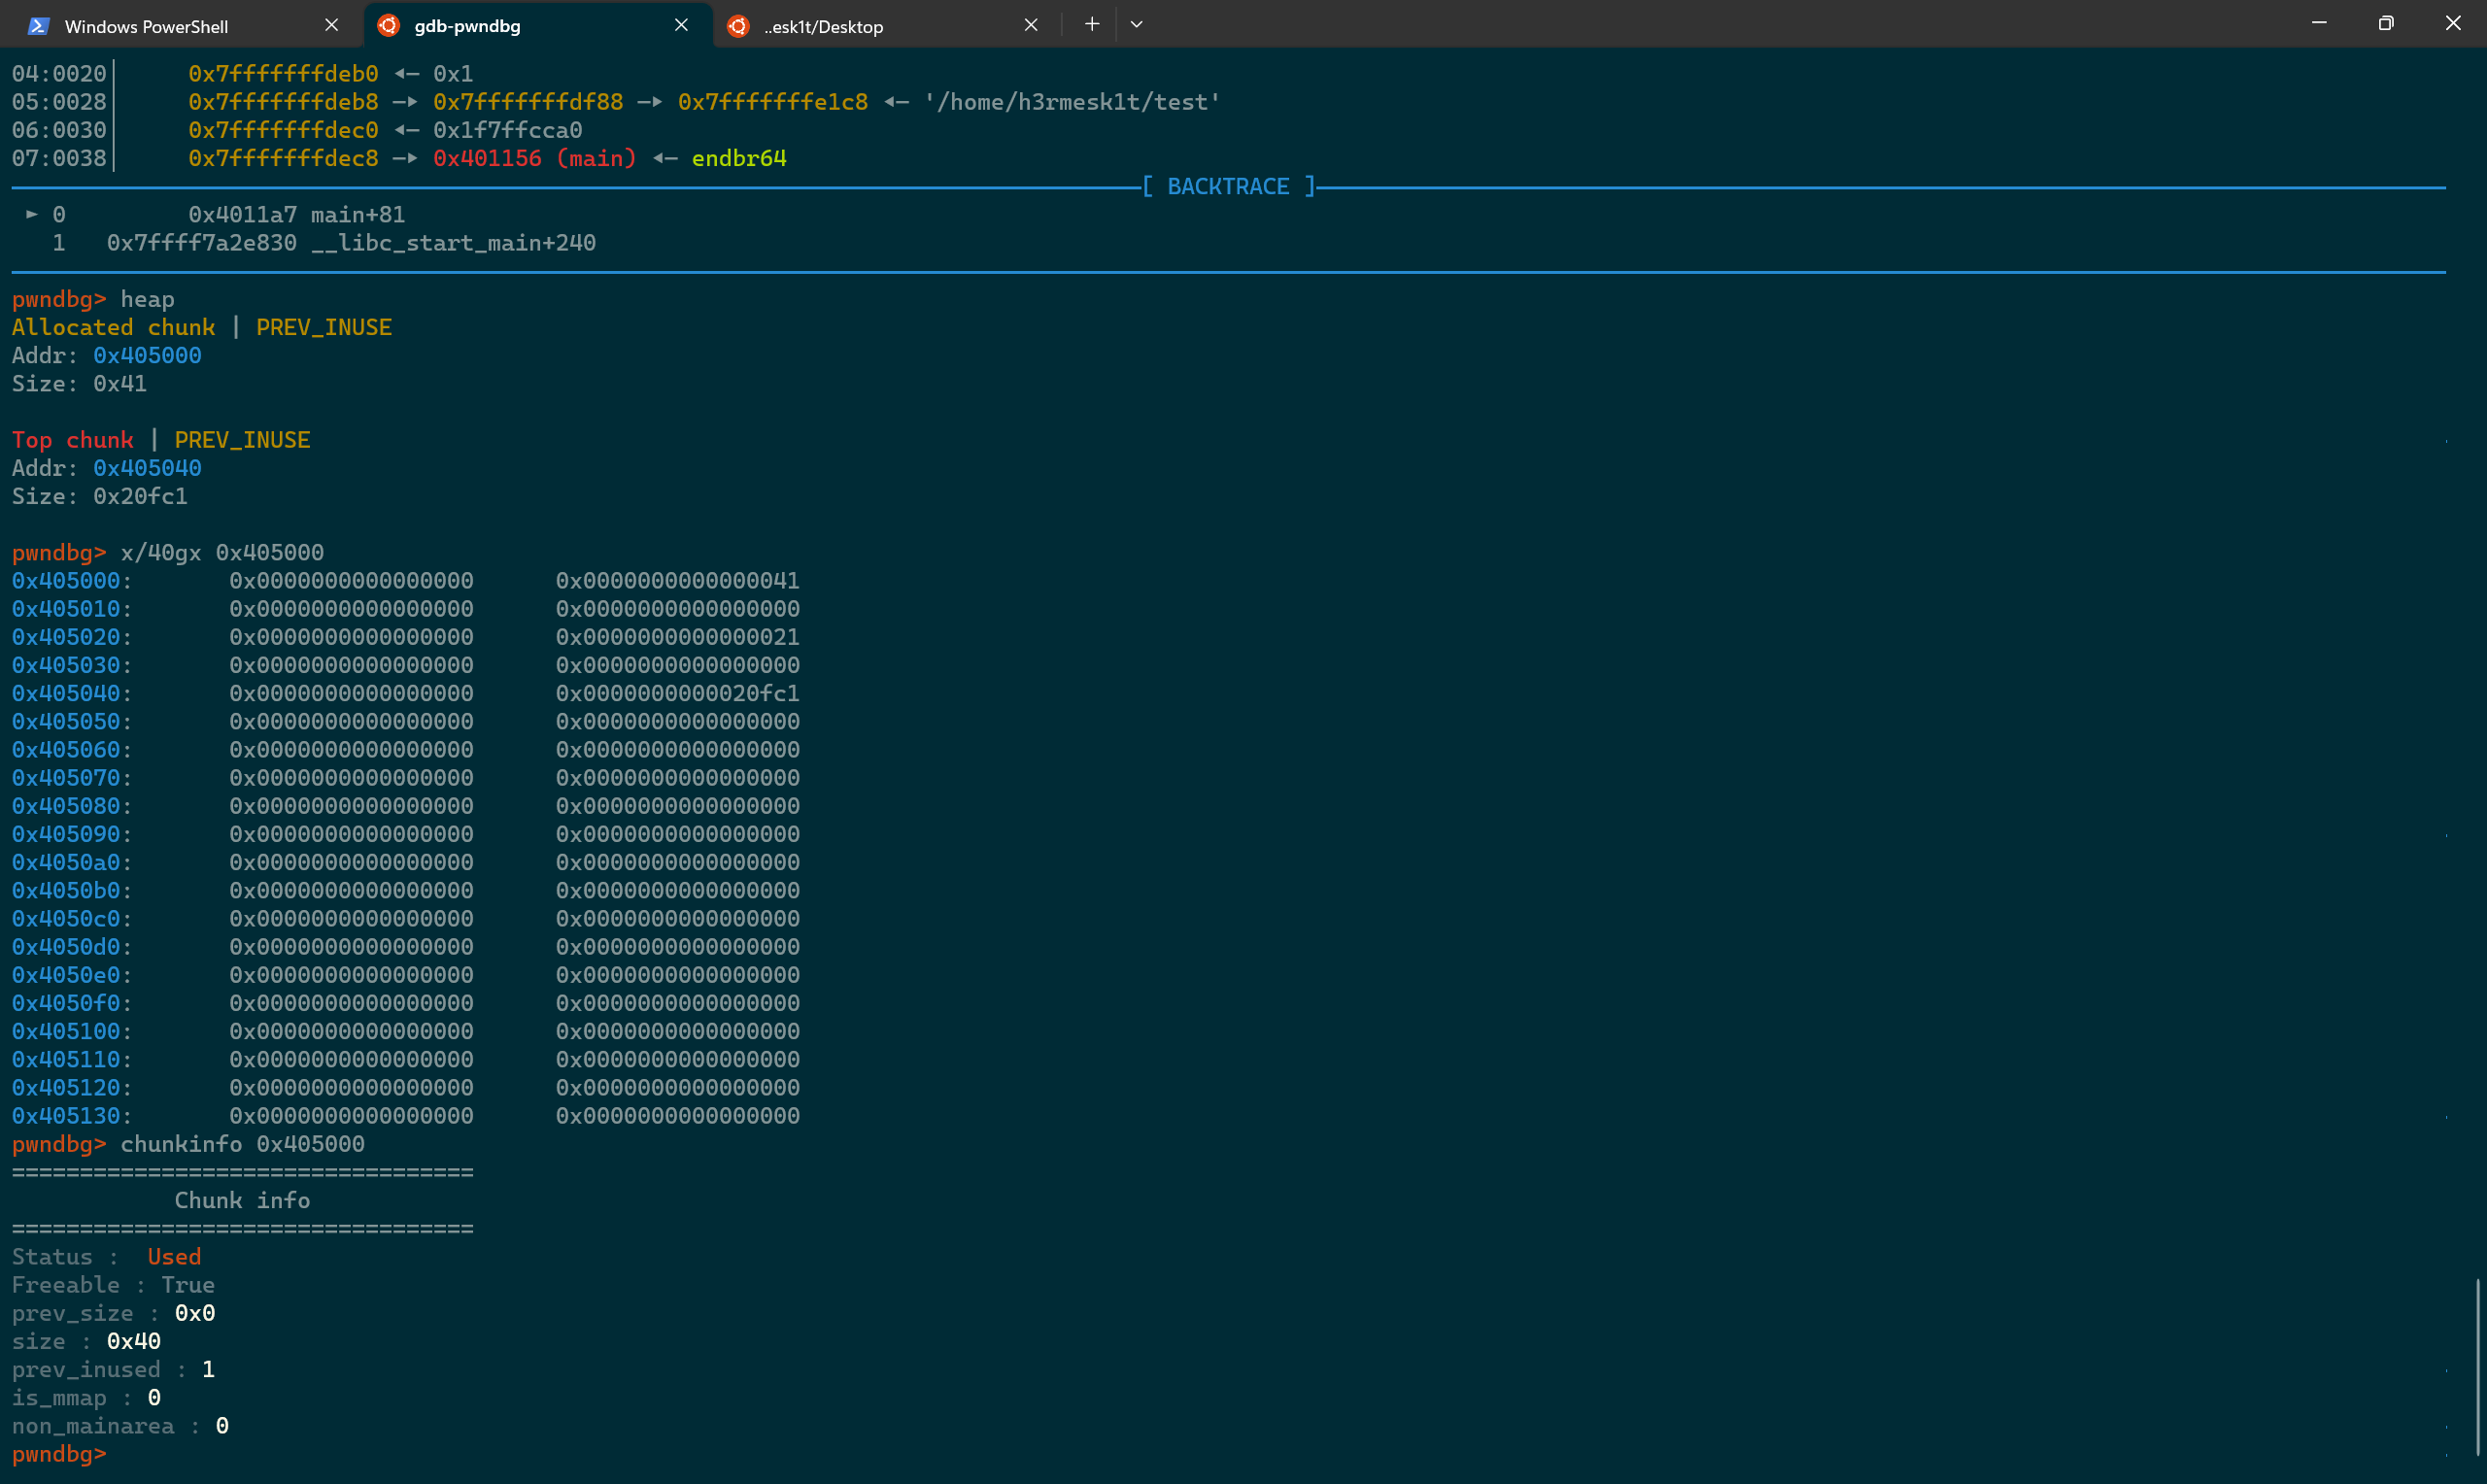 Windows PowerShell gdb-pwndbg ..esk1t/Desktop
04:0020│ 0x7fffffffdeb0 ◂— 0x1
05:0028│ 0x7fffffffdeb8 —▸ 0x7fffffffdf88 —▸ 0x7fffffffe1c8 ◂— '/home/h3rmesk1t/test'
06:0030│ 0x7fffffffdec0 ◂— 0x1f7ffcca0
07:0038│ 0x7fffffffdec8 —▸ 0x401156 (main) ◂— endbr64
[ BACKTRACE ]
► 0 0x4011a7 main+81
1 0x7ffff7a2e830 __libc_start_main+240
pwndbg> heap
Allocated chunk | PREV_INUSE
Addr: 0x405000
Size: 0x41
Top chunk | PREV_INUSE
Addr: 0x405040
Size: 0x20fc1
pwndbg> x/40gx 0x405000
0x405000: 0x0000000000000000 0x0000000000000041
0x405010: 0x0000000000000000 0x0000000000000000
0x405020: 0x0000000000000000 0x0000000000000021
0x405030: 0x0000000000000000 0x0000000000000000
0x405040: 0x0000000000000000 0x0000000000020fc1
0x405050: 0x0000000000000000 0x0000000000000000
0x405060: 0x0000000000000000 0x0000000000000000
0x405070: 0x0000000000000000 0x0000000000000000
0x405080: 0x0000000000000000 0x0000000000000000
0x405090: 0x0000000000000000 0x0000000000000000
0x4050a0: 0x0000000000000000 0x0000000000000000
0x4050b0: 0x0000000000000000 0x0000000000000000
0x4050c0: 0x0000000000000000 0x0000000000000000
0x4050d0: 0x0000000000000000 0x0000000000000000
0x4050e0: 0x0000000000000000 0x0000000000000000
0x4050f0: 0x0000000000000000 0x0000000000000000
0x405100: 0x0000000000000000 0x0000000000000000
0x405110: 0x0000000000000000 0x0000000000000000
0x405120: 0x0000000000000000 0x0000000000000000
0x405130: 0x0000000000000000 0x0000000000000000
pwndbg> chunkinfo 0x405000
==================================
Chunk info
==================================
Status : Used
Freeable : True
prev_size : 0x0
size : 0x40
prev_inused : 1
is_mmap : 0
non_mainarea : 0
pwndbg>